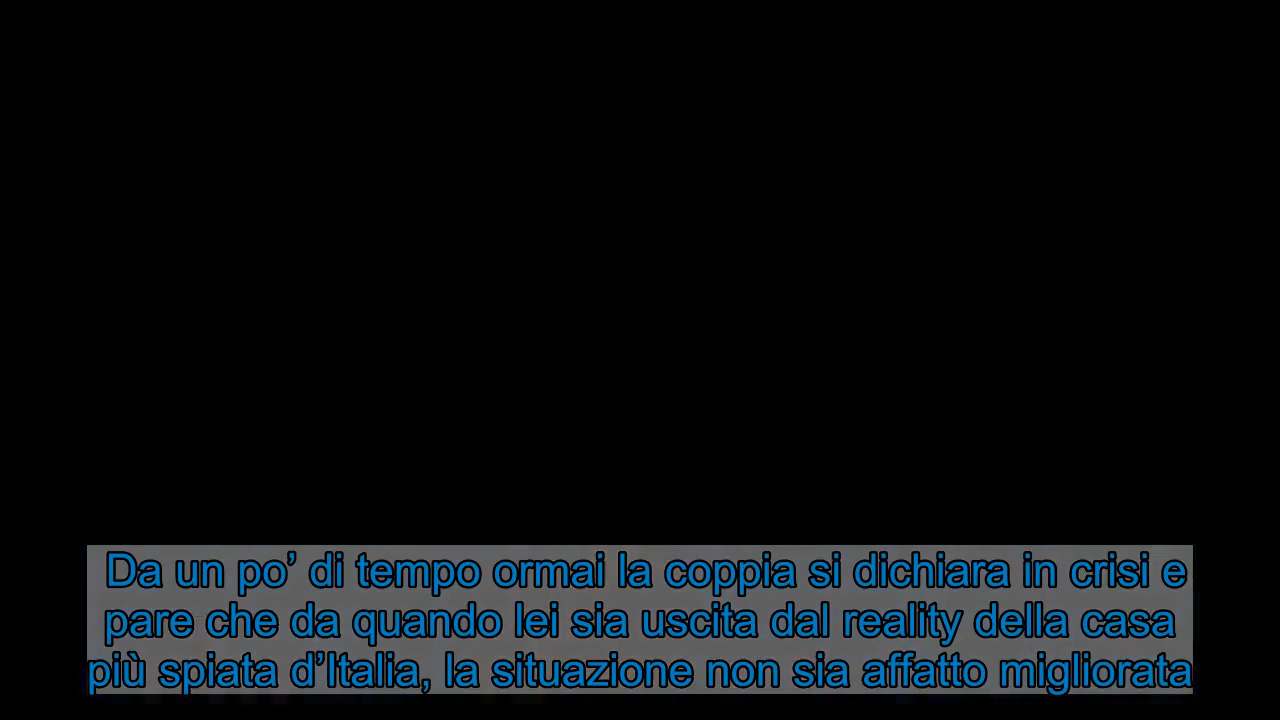 Da un po’ di tempo ormai la coppia si dichiara in crisi e
pare che da quando lei sia uscita dal reality della casa
più spiata d’Italia, la situazione non sia affatto migliorata